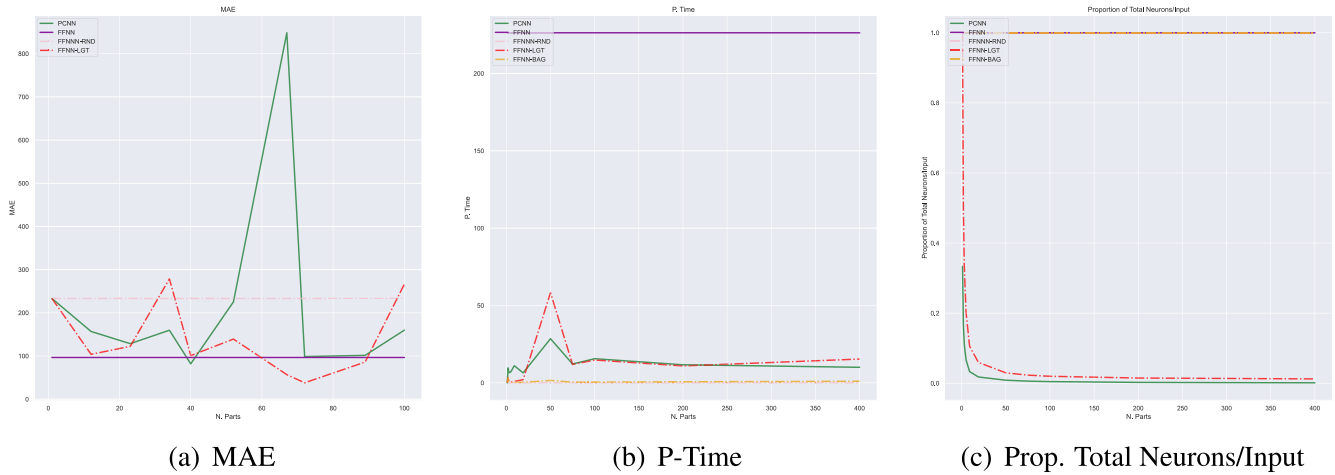 MAE
PCNN
FFNN
FFNNN-RND
FFNN-LGT
800
700
600
500
400
300
200
100
0
MAE
0 20 40 60 80 100
N. Parts
(a) MAE
P. Time
PCNN
FFNN
FFNNN-RND
FFNN-LGT
FFNN-BAG
200
150
100
50
0
P. Time
0 50 100 150 200 250 300 350 400
N. Parts
(b) P-Time
Proportion of Total Neurons/Input
PCNN
FFNN
FFNNN-RND
FFNN-LGT
FFNN-BAG
1.0
0.8
0.6
0.4
0.2
0.0
Proportion of Total Neurons/Input
0 50 100 150 200 250 300 350 400
N. Parts
(c) Prop. Total Neurons/Input